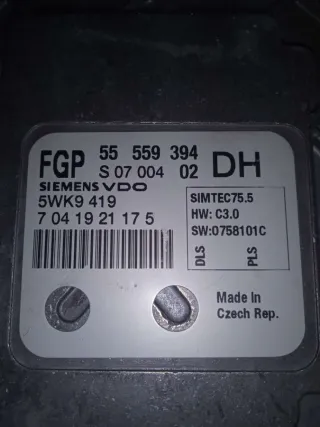 FGP 55 559 394 DH
S 07 004 02
SIEMENS VDO
5WK9 419
7 04 19 21 17 5
SIMTEC75.5
HW: C3.0
SW:0758101C
DLS
PLS
Made in
Czech Rep.